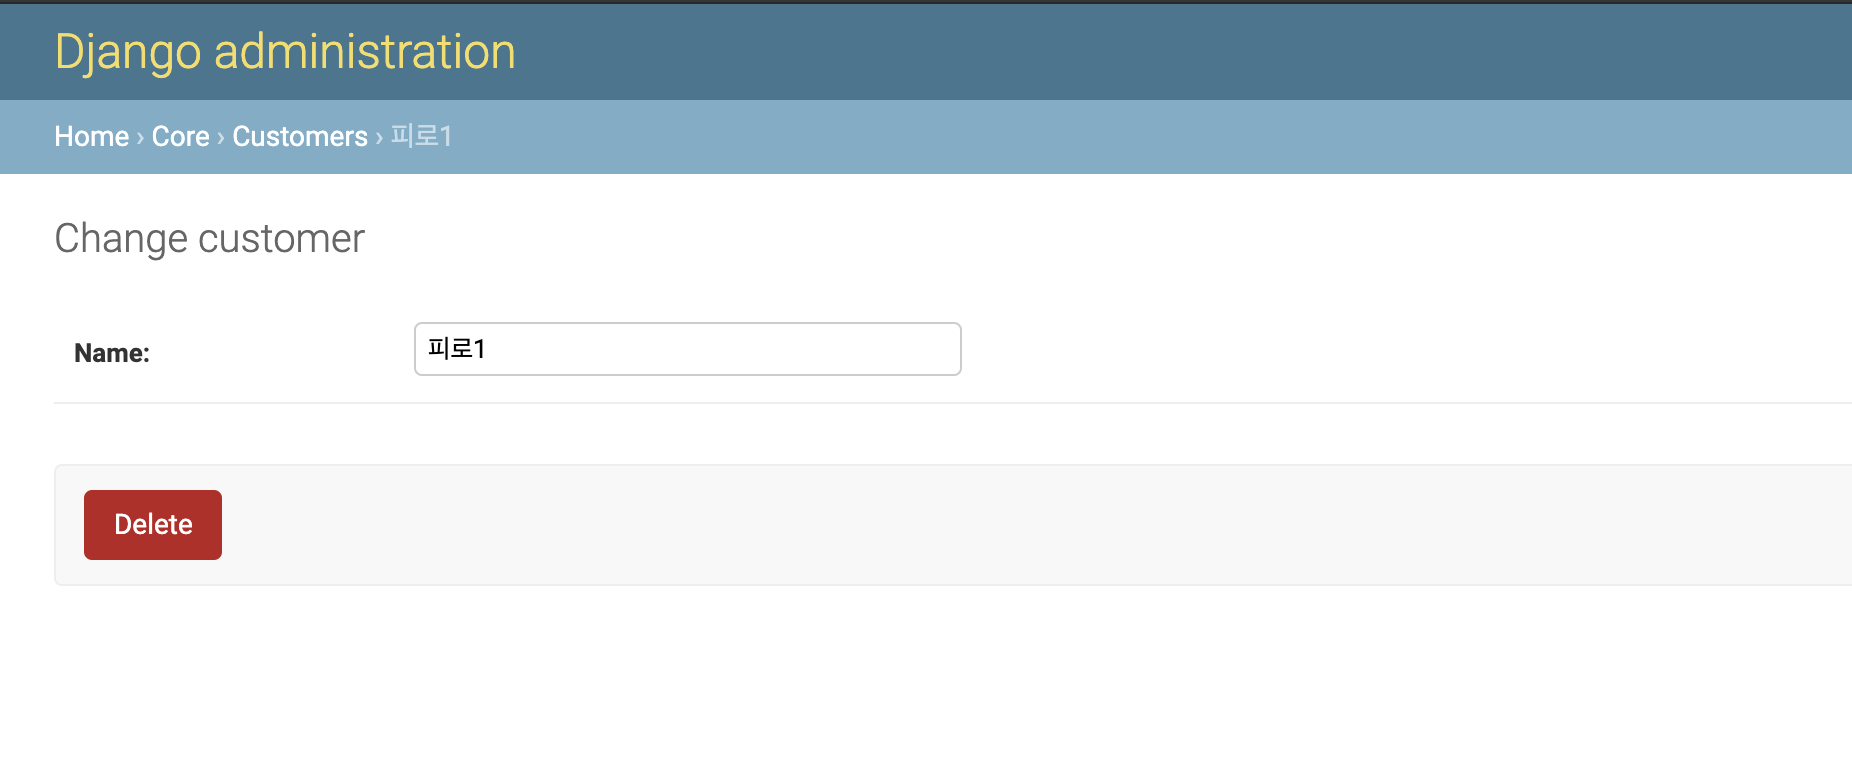 Django administration
Home › Core › Customers › 피로1
Change customer
Name: 피로1
Delete